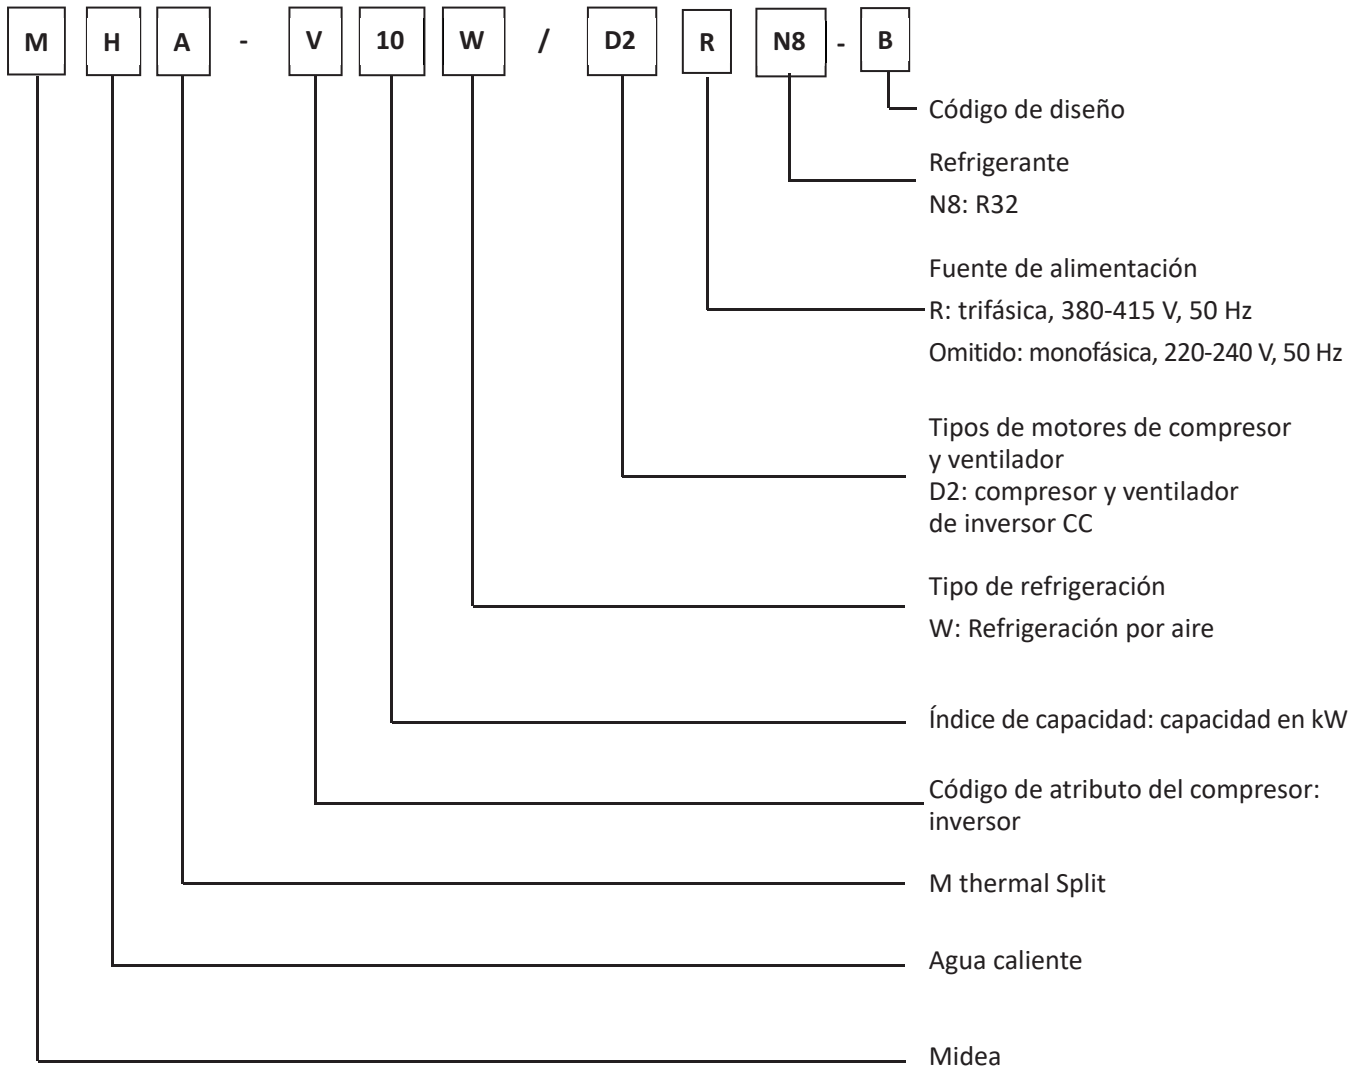 M H A - V 10 W / D2 R N8 - B
Código de diseño
Refrigerante
N8: R32
Fuente de alimentación
R: trifásica, 380-415 V, 50 Hz
Omitido: monofásica, 220-240 V, 50 Hz
Tipos de motores de compresor
y ventilador
D2: compresor y ventilador
de inversor CC
Tipo de refrigeración
W: Refrigeración por aire
Índice de capacidad: capacidad en kW
Código de atributo del compresor:
inversor
M thermal Split
Agua caliente
Midea